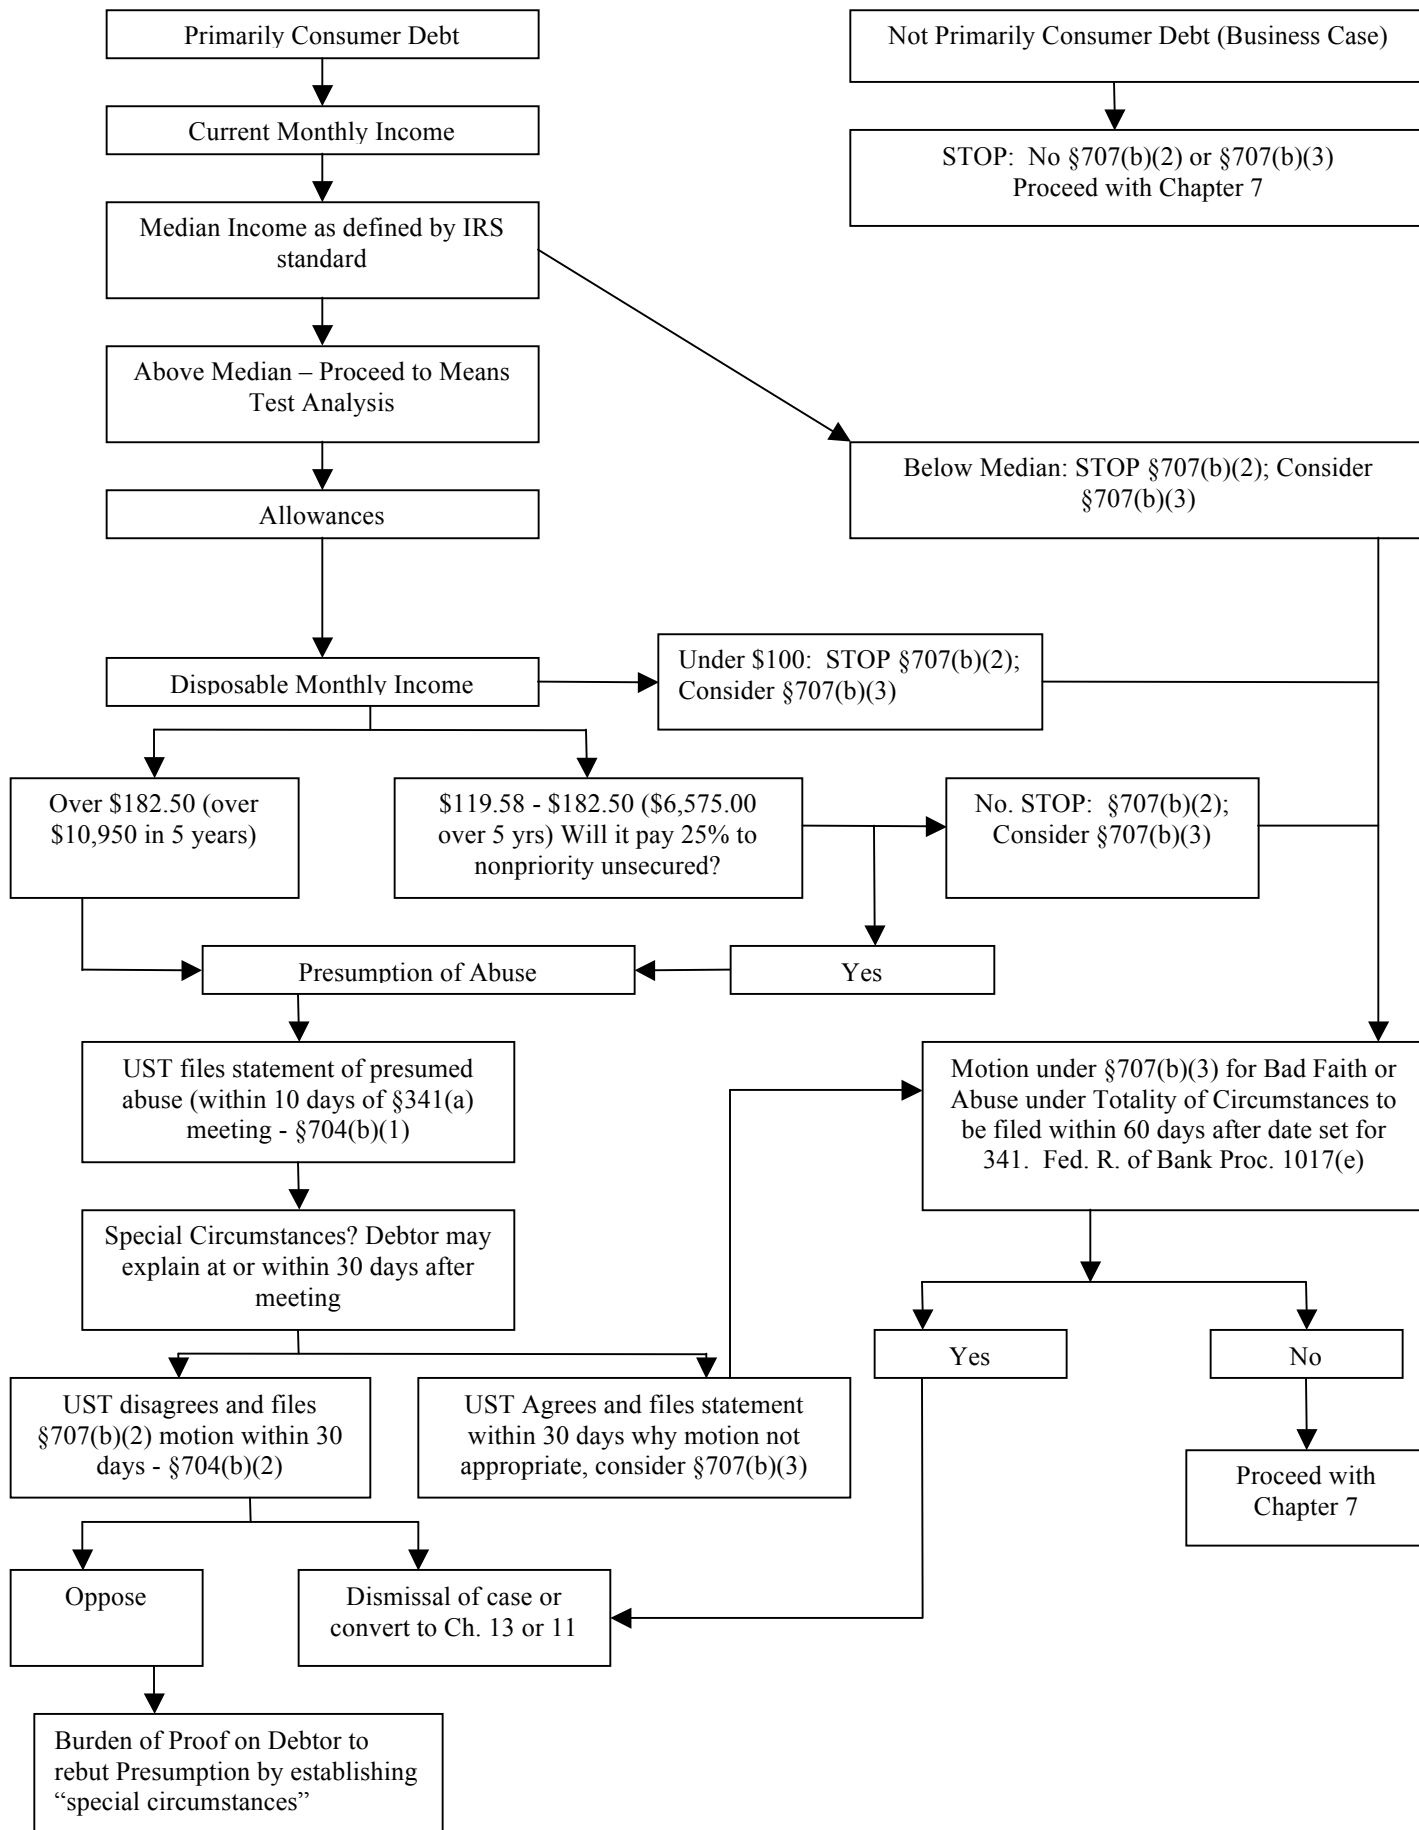 Primarily Consumer Debt
Not Primarily Consumer Debt (Business Case)
Current Monthly Income
STOP:  No §707(b)(2) or §707(b)(3)
Proceed with Chapter 7
Median Income as defined by IRS
standard
Above Median – Proceed to Means
Test Analysis
Below Median: STOP §707(b)(2); Consider
§707(b)(3)
Allowances
Disposable Monthly Income
Under $100:  STOP §707(b)(2);
Consider §707(b)(3)
Over $182.50 (over
$10,950 in 5 years)
$119.58 - $182.50 ($6,575.00
over 5 yrs) Will it pay 25% to
nonpriority unsecured?
No. STOP:  §707(b)(2);
Consider §707(b)(3)
Presumption of Abuse
Yes
UST files statement of presumed
abuse (within 10 days of §341(a)
meeting - §704(b)(1)
Motion under §707(b)(3) for Bad Faith or
Abuse under Totality of Circumstances to
be filed within 60 days after date set for
341.  Fed. R. of Bank Proc. 1017(e)
Special Circumstances? Debtor may
explain at or within 30 days after
meeting
Yes
No
UST disagrees and files
§707(b)(2) motion within 30
days - §704(b)(2)
UST Agrees and files statement
within 30 days why motion not
appropriate, consider §707(b)(3)
Proceed with
Chapter 7
Oppose
Dismissal of case or
convert to Ch. 13 or 11
Burden of Proof on Debtor to
rebut Presumption by establishing
“special circumstances”